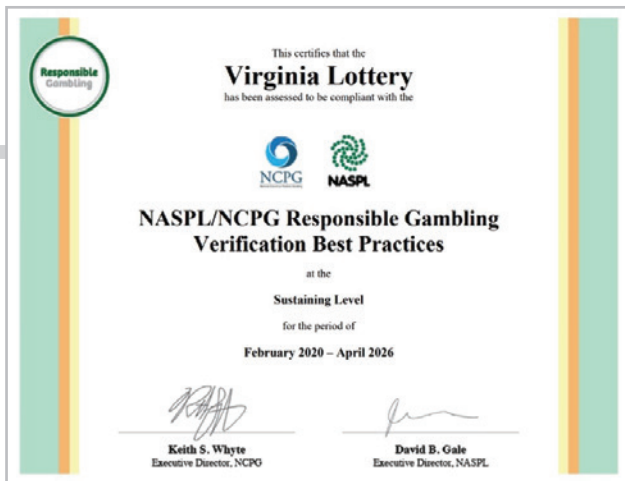 Responsible
Gambling
This certifies that the
Virginia Lottery
has been assessed to be compliant with the
NCPG
NASPL
NASPL/NCPG Responsible Gambling
Verification Best Practices
at the
Sustaining Level
for the period of
February 2020 – April 2026
Keith S. Whyte
Executive Director, NCPG
David B. Gale
Executive Director, NASPL